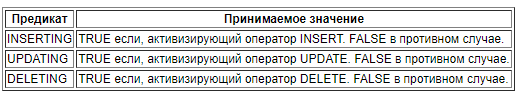 Предикат Принимаемое значение
INSERTING TRUE если, активизирующий оператор INSERT. FALSE в противном случае.
UPDATING TRUE если, активизирующий оператор UPDATE. FALSE в противном случае.
DELETING TRUE если, активизирующий оператор DELETE. FALSE в противном случае.